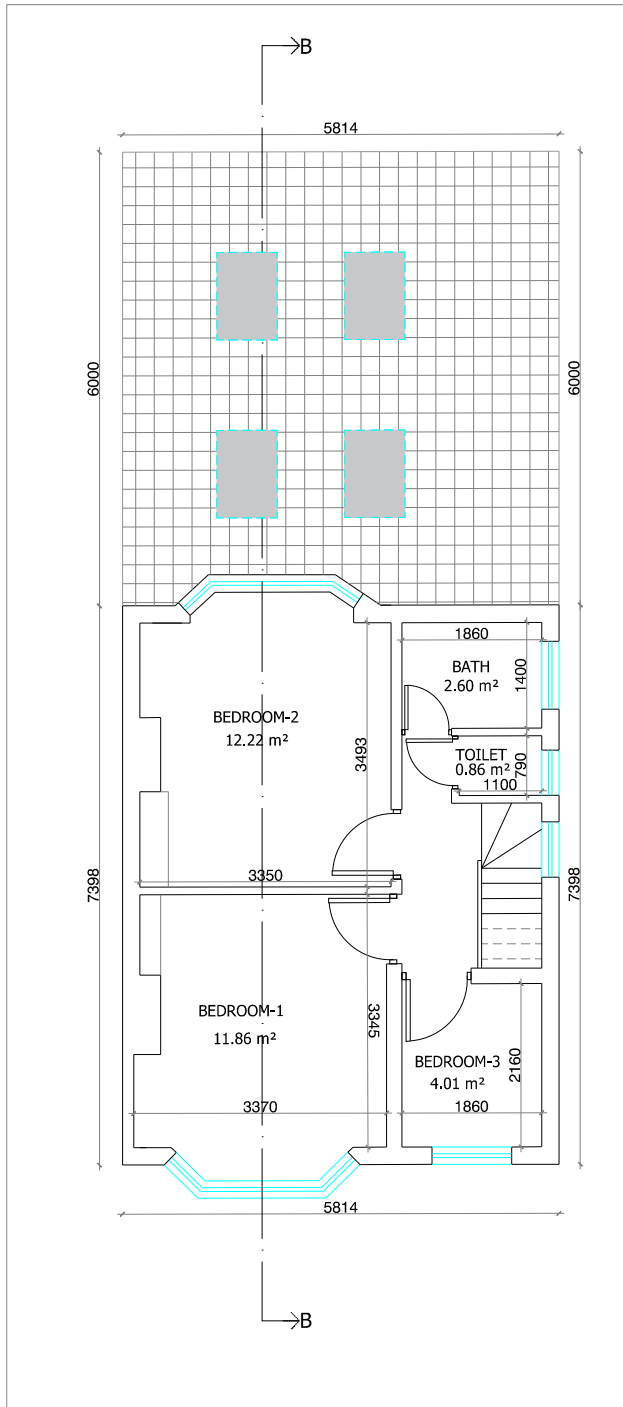 B
5814
6000
6000
1860
BATH
2.60 m²
1400
BEDROOM-2
12.22 m²
3493
TOILET
0.86 m²
790
1100
3350
7398
7398
BEDROOM-1
11.86 m²
3345
BEDROOM-3
4.01 m²
2160
3370
1860
5814
B